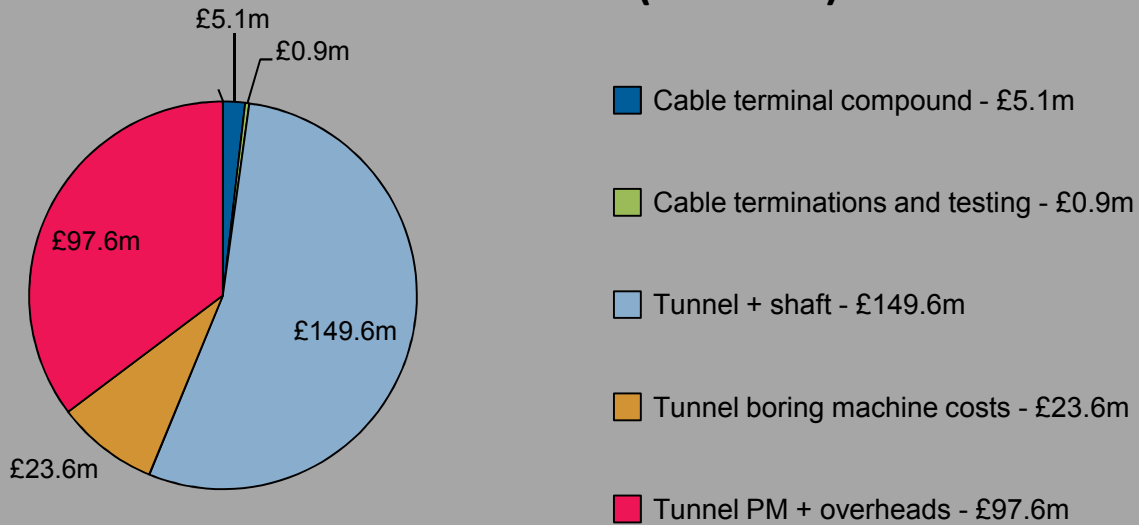 £5.1m
£0.9m
£97.6m
£149.6m
£23.6m
Cable terminal compound - £5.1m
Cable terminations and testing - £0.9m
Tunnel + shaft - £149.6m
Tunnel boring machine costs - £23.6m
Tunnel PM + overheads - £97.6m